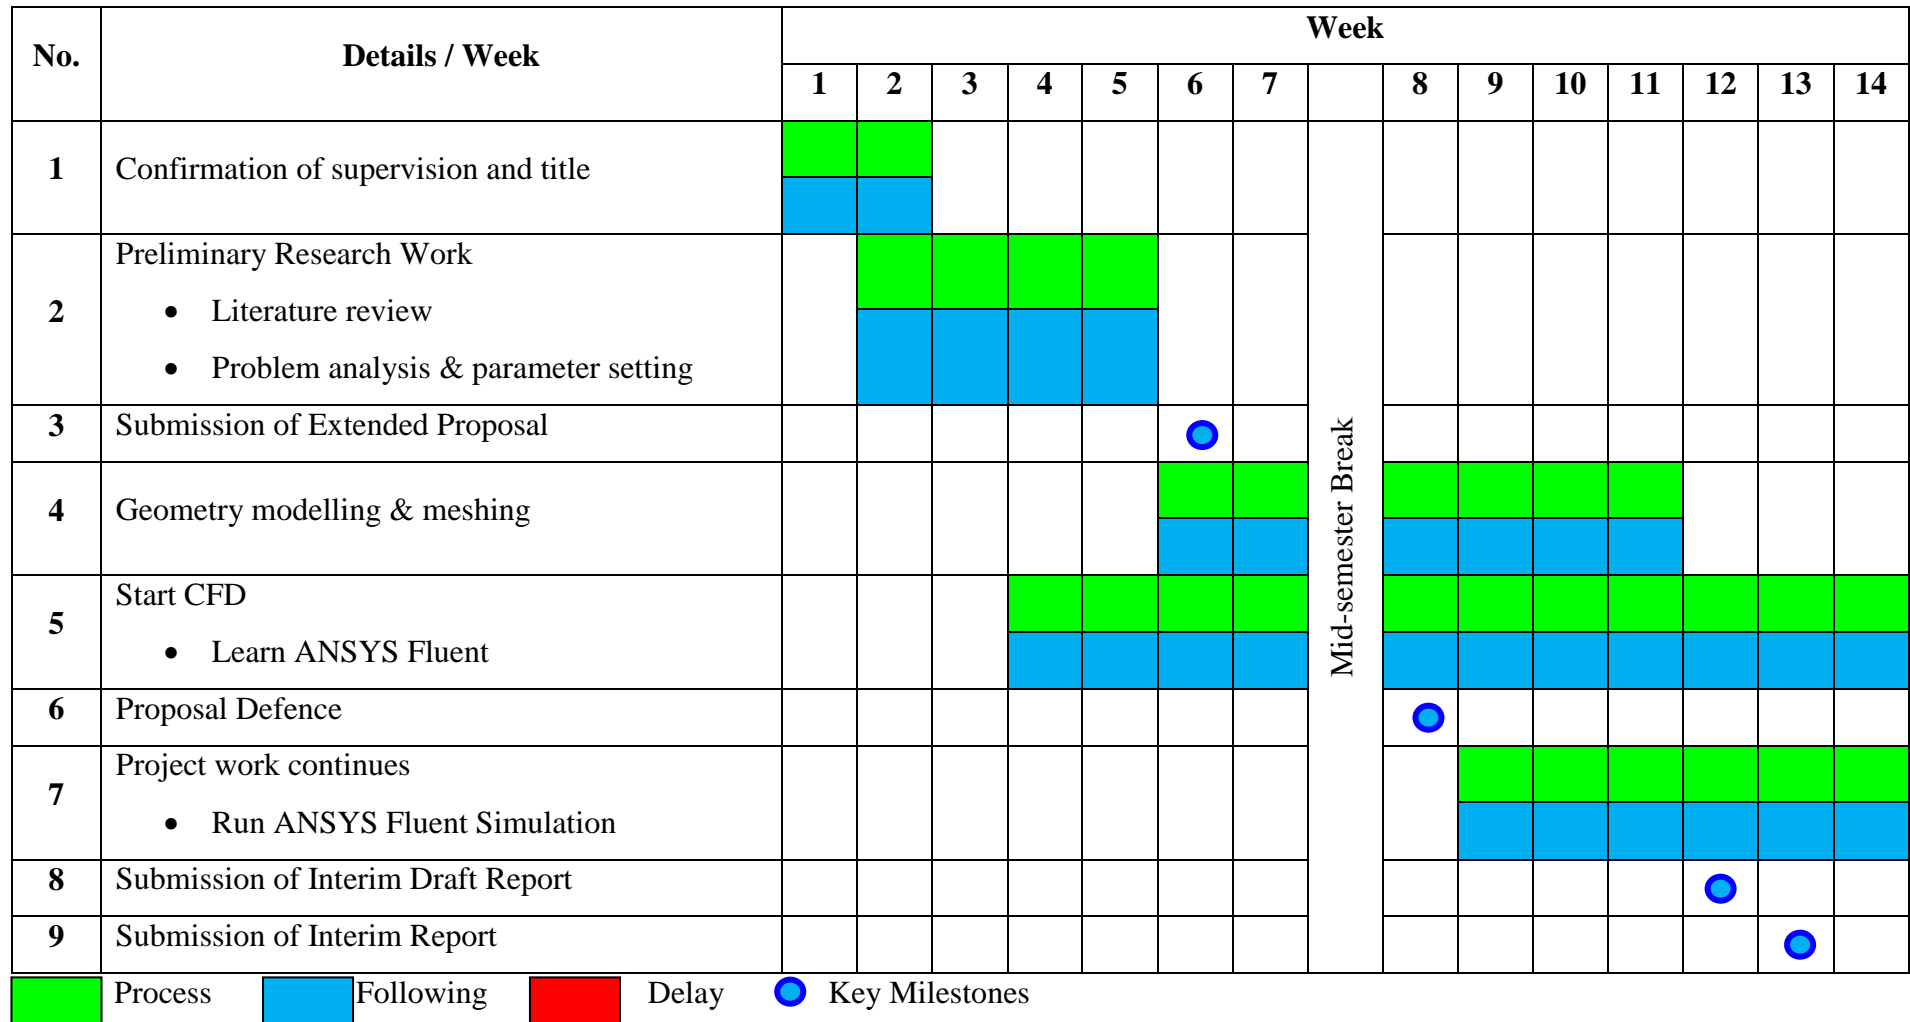 No. Details / Week Week
1 2 3 4 5 6 7 8 9 10 11 12 13 14
Mid-semester Break
1 Confirmation of supervision and title
2 Preliminary Research Work
• Literature review
• Problem analysis & parameter setting
3 Submission of Extended Proposal
4 Geometry modelling & meshing
5 Start CFD
• Learn ANSYS Fluent
6 Proposal Defence
7 Project work continues
• Run ANSYS Fluent Simulation
8 Submission of Interim Draft Report
9 Submission of Interim Report
Process Following Delay Key Milestones